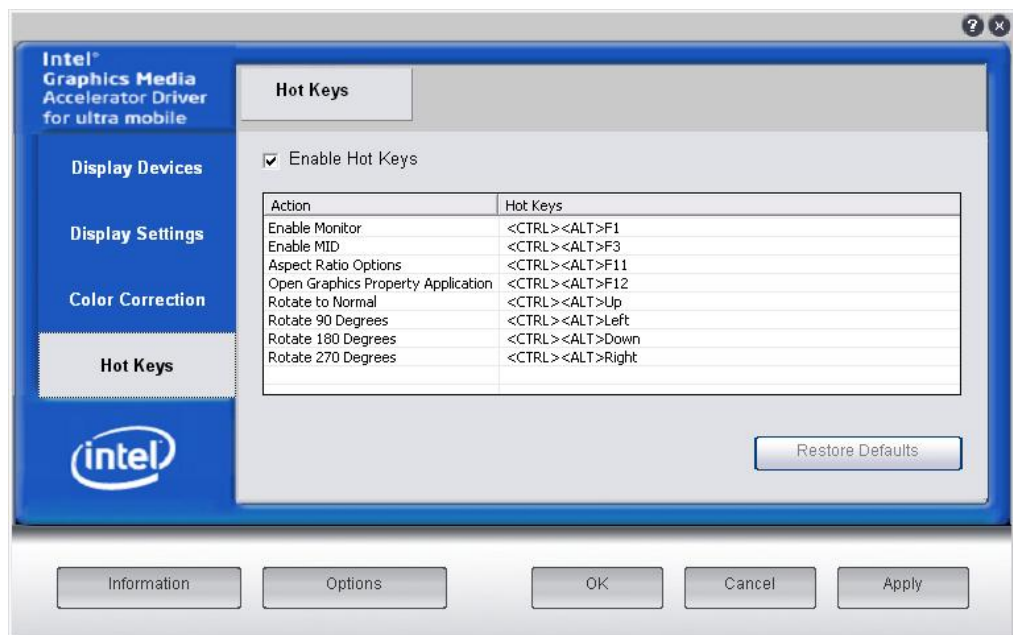 Intel®
Graphics Media
Accelerator Driver
for ultra mobile
Hot Keys
Display Devices
Display Settings
Color Correction
Hot Keys
intel
Enable Hot Keys
Action Hot Keys
Enable Monitor <CTRL><ALT>F1
Enable MID <CTRL><ALT>F3
Aspect Ratio Options <CTRL><ALT>F11
Open Graphics Property Application <CTRL><ALT>F12
Rotate to Normal <CTRL><ALT>Up
Rotate 90 Degrees <CTRL><ALT>Left
Rotate 180 Degrees <CTRL><ALT>Down
Rotate 270 Degrees <CTRL><ALT>Right
Restore Defaults
Information Options OK Cancel Apply